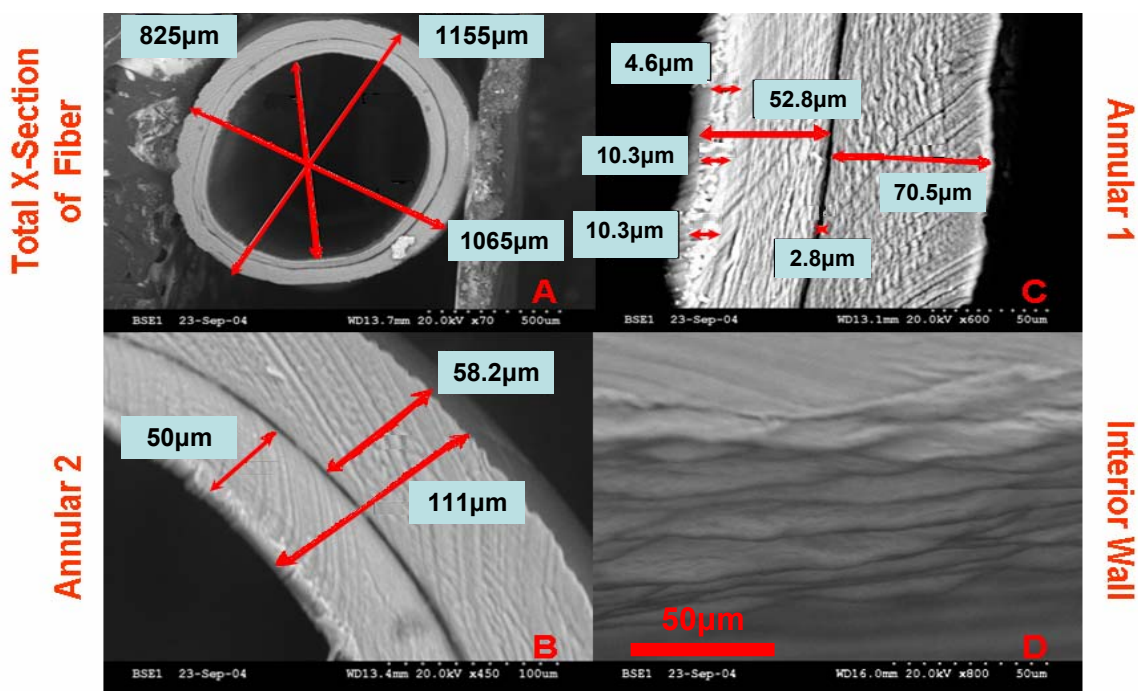 Total X-Section
of Fiber
825µm
1155µm
1065µm
A
BSE1 23-Sep-04 WD13.7mm 20.0kV x70 500um
4.6µm
52.8µm
10.3µm
70.5µm
10.3µm
2.8µm
C
BSE1 23-Sep-04 WD13.1mm 20.0kV x600 50um
Annular 1
Annular 2
58.2µm
50µm
111µm
B
BSE1 23-Sep-04 WD13.4mm 20.0kV x450 100um
50µm
D
BSE1 23-Sep-04 WD16.0mm 20.0kV x800 50um
Interior Wall